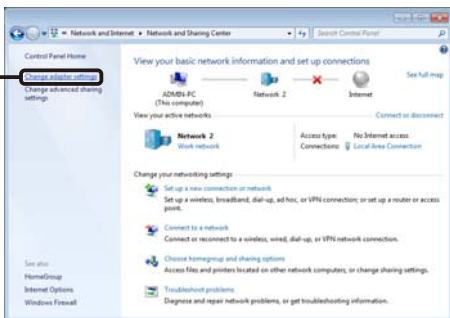 Network and Internet
Network and Sharing Center
Search Control Panel
Control Panel Home
Change adapter settings
Change advanced sharing
settings
View your basic network information and set up connections
See full map
ADMIN-PC
(This computer)
Network 2
Internet
View your active networks
Connect or disconnect
Network 2
Work network
Access type: No Internet access
Connections: Local Area Connection
Change your networking settings
Set up a new connection or network
Set up a wireless, broadband, dial-up, ad hoc, or VPN connection; or set up a router or access
point.
Connect to a network
Connect or reconnect to a wireless, wired, dial-up, or VPN network connection.
Choose homegroup and sharing options
Access files and printers located on other network computers, or change sharing settings.
Troubleshoot problems
Diagnose and repair network problems, or get troubleshooting information.
See also
HomeGroup
Internet Options
Windows Firewall